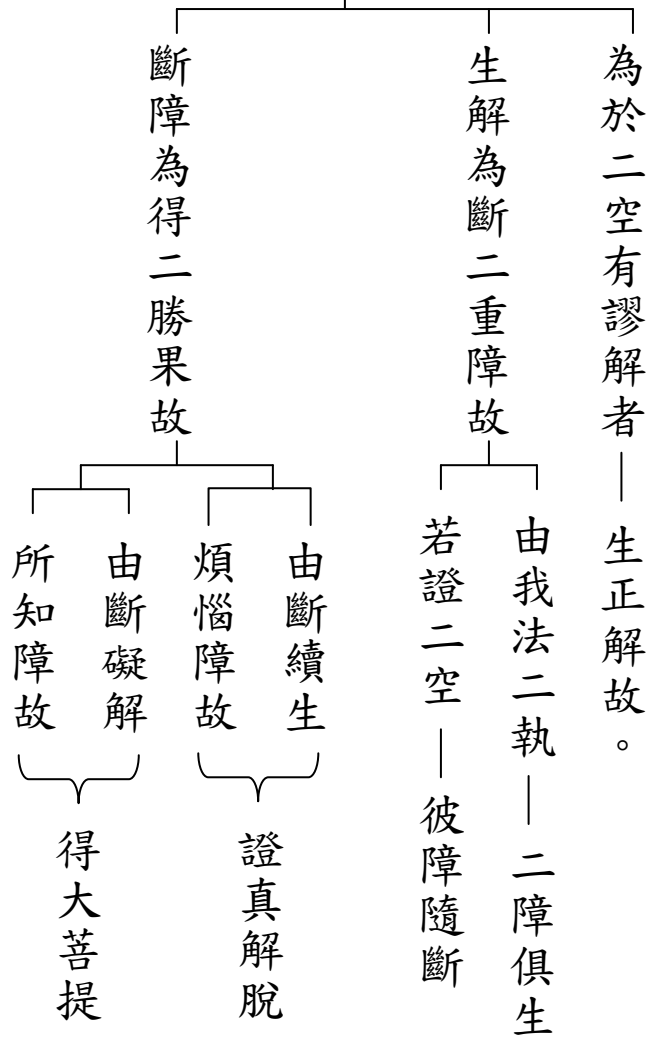 為於二空有謬解者 — 生正解故。
生解為斷二重障故
由我法二執 — 二障俱生
若證二空 — 彼障隨斷
斷障為得二勝果故
由斷續生
煩惱障故
證真解脫
由斷礙解
所知障故
得大菩提